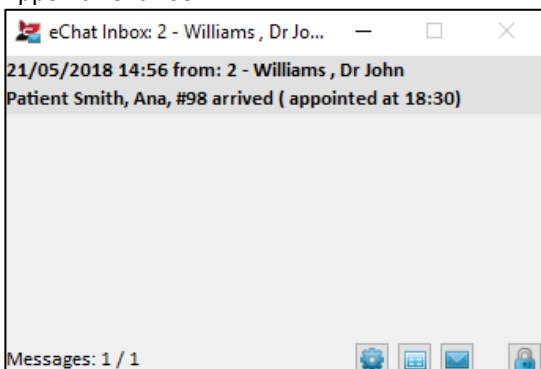 eChat Inbox: 2 - Williams , Dr Jo...
21/05/2018 14:56 from: 2 - Williams , Dr John
Patient Smith, Ana, #98 arrived ( appointed at 18:30)
Messages: 1 / 1